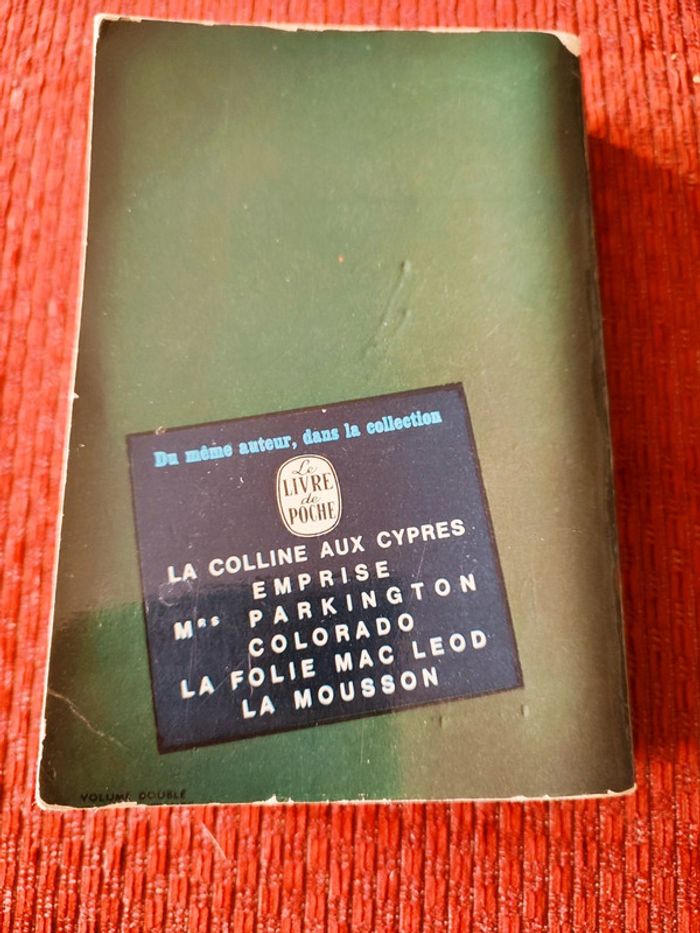 Du même auteur, dans la collection
Le
LIVRE
de
POCHE
LA COLLINE AUX CYPRES
EMPRISE
MRS PARKINGTON
COLORADO
LA FOLIE MAC LEOD
LA MOUSSON
VOLUME DOUBLE